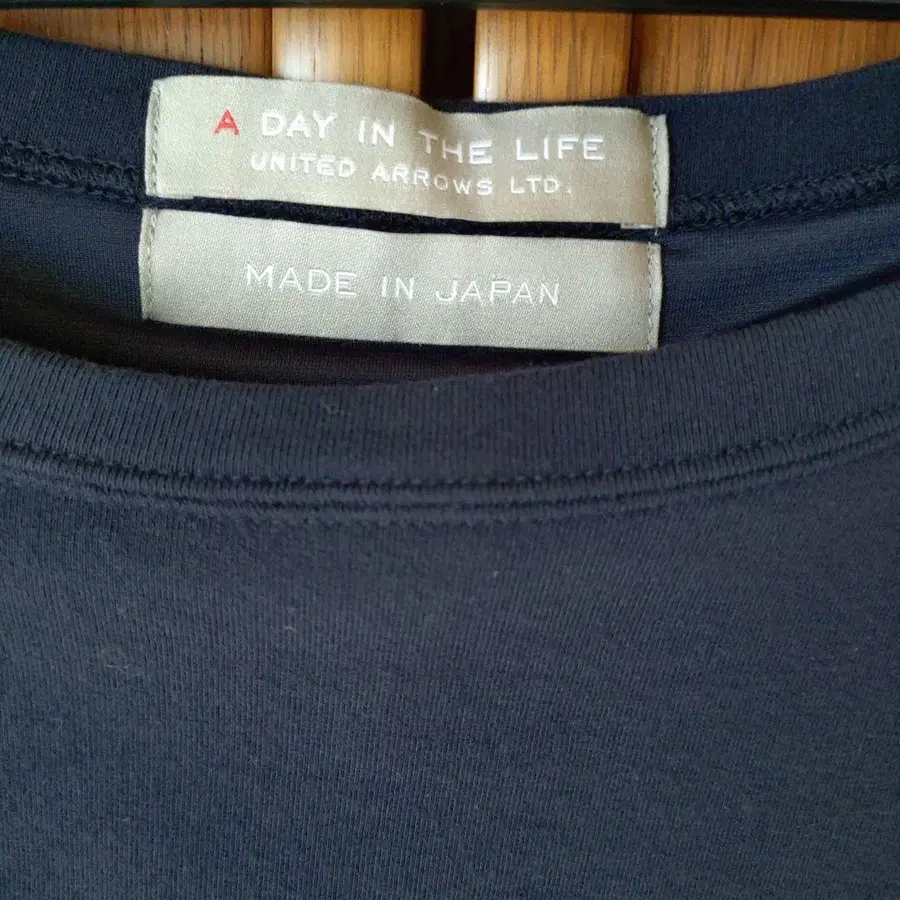 A DAY IN THE LIFE
UNITED ARROWS LTD.
MADE IN JAPAN